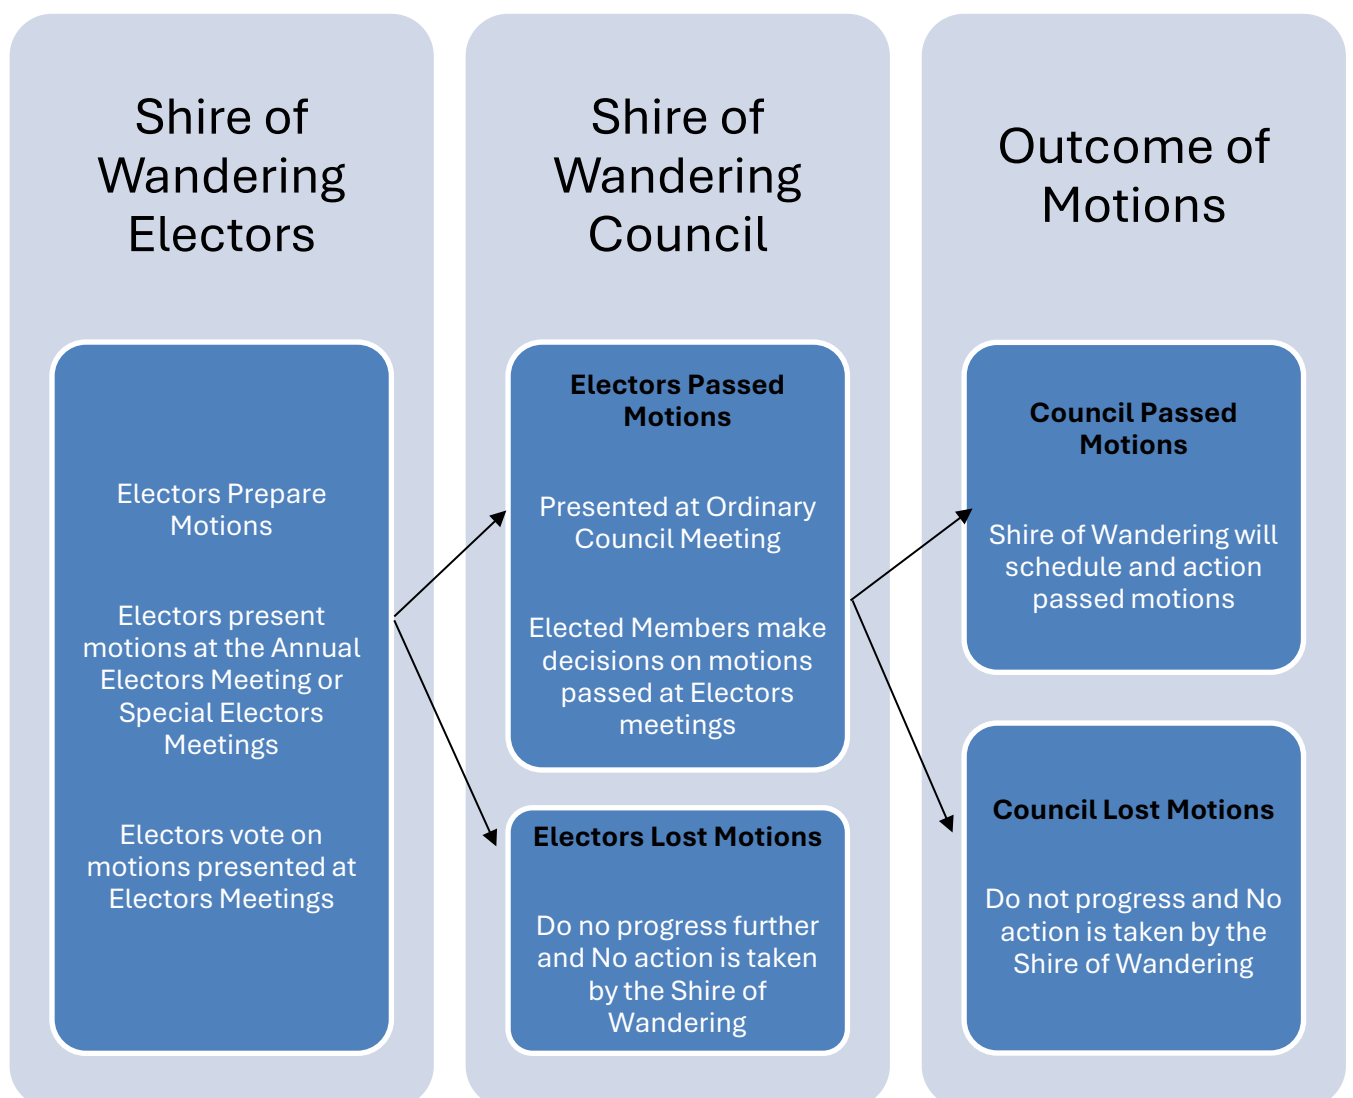 Shire of
Wandering
Electors
Electors Prepare
Motions
Electors present
motions at the Annual
Electors Meeting or
Special Electors
Meetings
Electors vote on
motions presented at
Electors Meetings
Shire of
Wandering
Council
Electors Passed
Motions
Presented at Ordinary
Council Meeting
Elected Members make
decisions on motions
passed at Electors
meetings
Electors Lost Motions
Do no progress further
and No action is taken
by the Shire of
Wandering
Outcome of
Motions
Council Passed
Motions
Shire of Wandering will
schedule and action
passed motions
Council Lost Motions
Do not progress and No
action is taken by the
Shire of Wandering